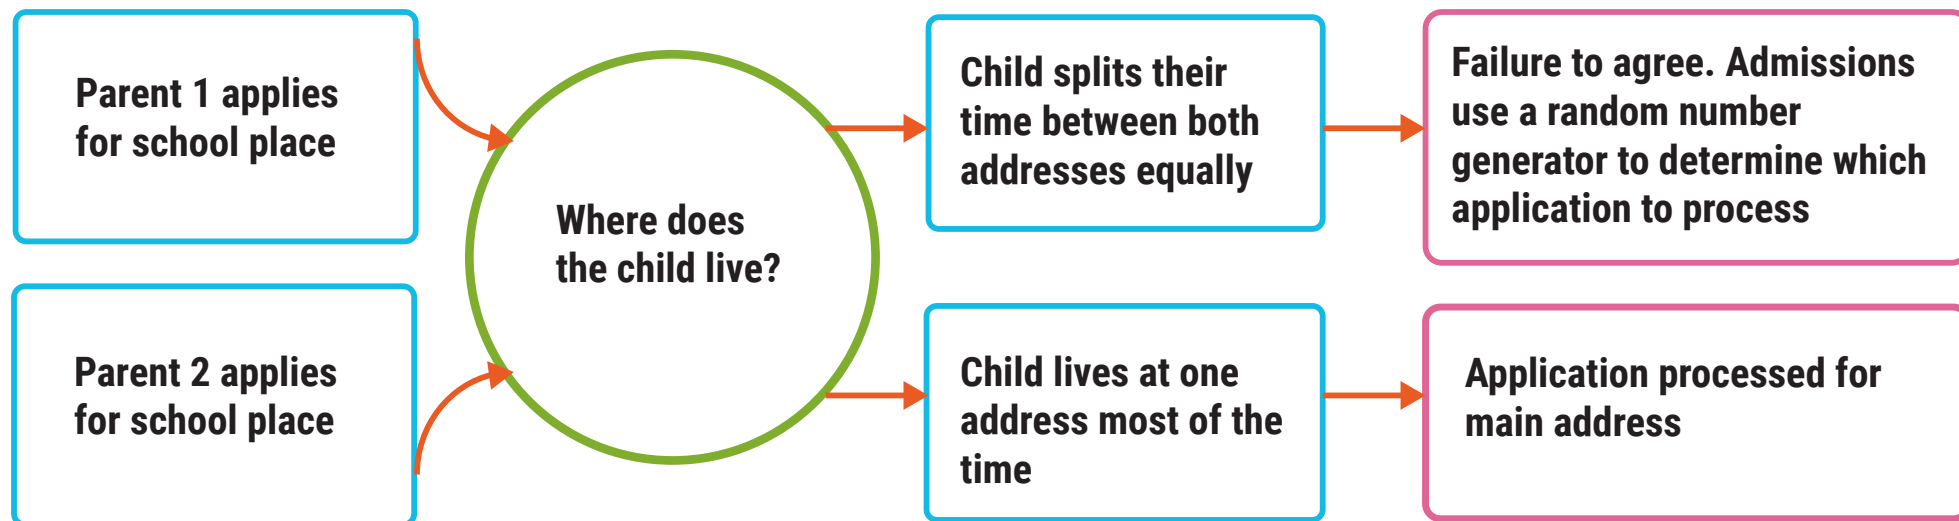 Parent 1 applies
for school place
Parent 2 applies
for school place
Where does
the child live?
Child splits their
time between both
addresses equally
Failure to agree. Admissions
use a random number
generator to determine which
application to process
Child lives at one
address most of the
time
Application processed for
main address